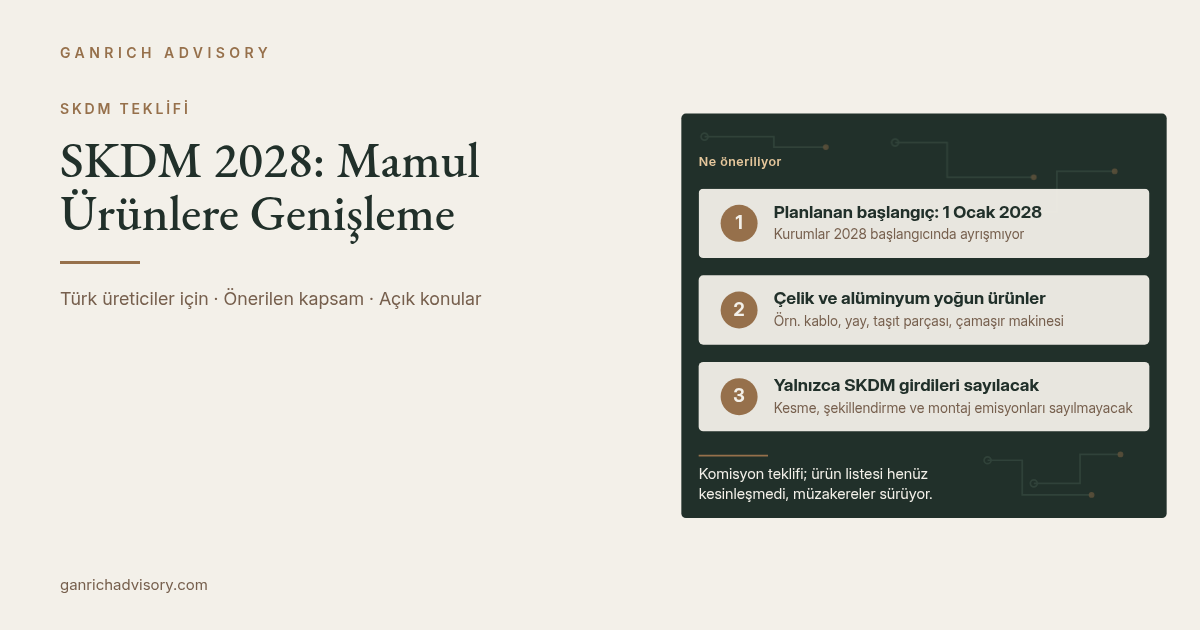 GANRICH ADVISORY
SKDM TEKLİFİ
SKDM 2028: Mamul
Ürünlere Genişleme
Türk üreticiler için · Önerilen kapsam · Açık konular
ganrichadvisory.com
Ne öneriliyor
1
Planlanan başlangıç: 1 Ocak 2028
Kurumlar 2028 başlangıcında ayrışmıyor
2
Çelik ve alüminyum yoğun ürünler
Örn. kablo, yay, taşıt parçası, çamaşır makinesi
3
Yalnızca SKDM girdileri sayılacak
Kesme, şekillendirme ve montaj emisyonları sayılmayacak
Komisyon teklifi; ürün listesi henüz
kesinleşmedi, müzakereler sürüyor.